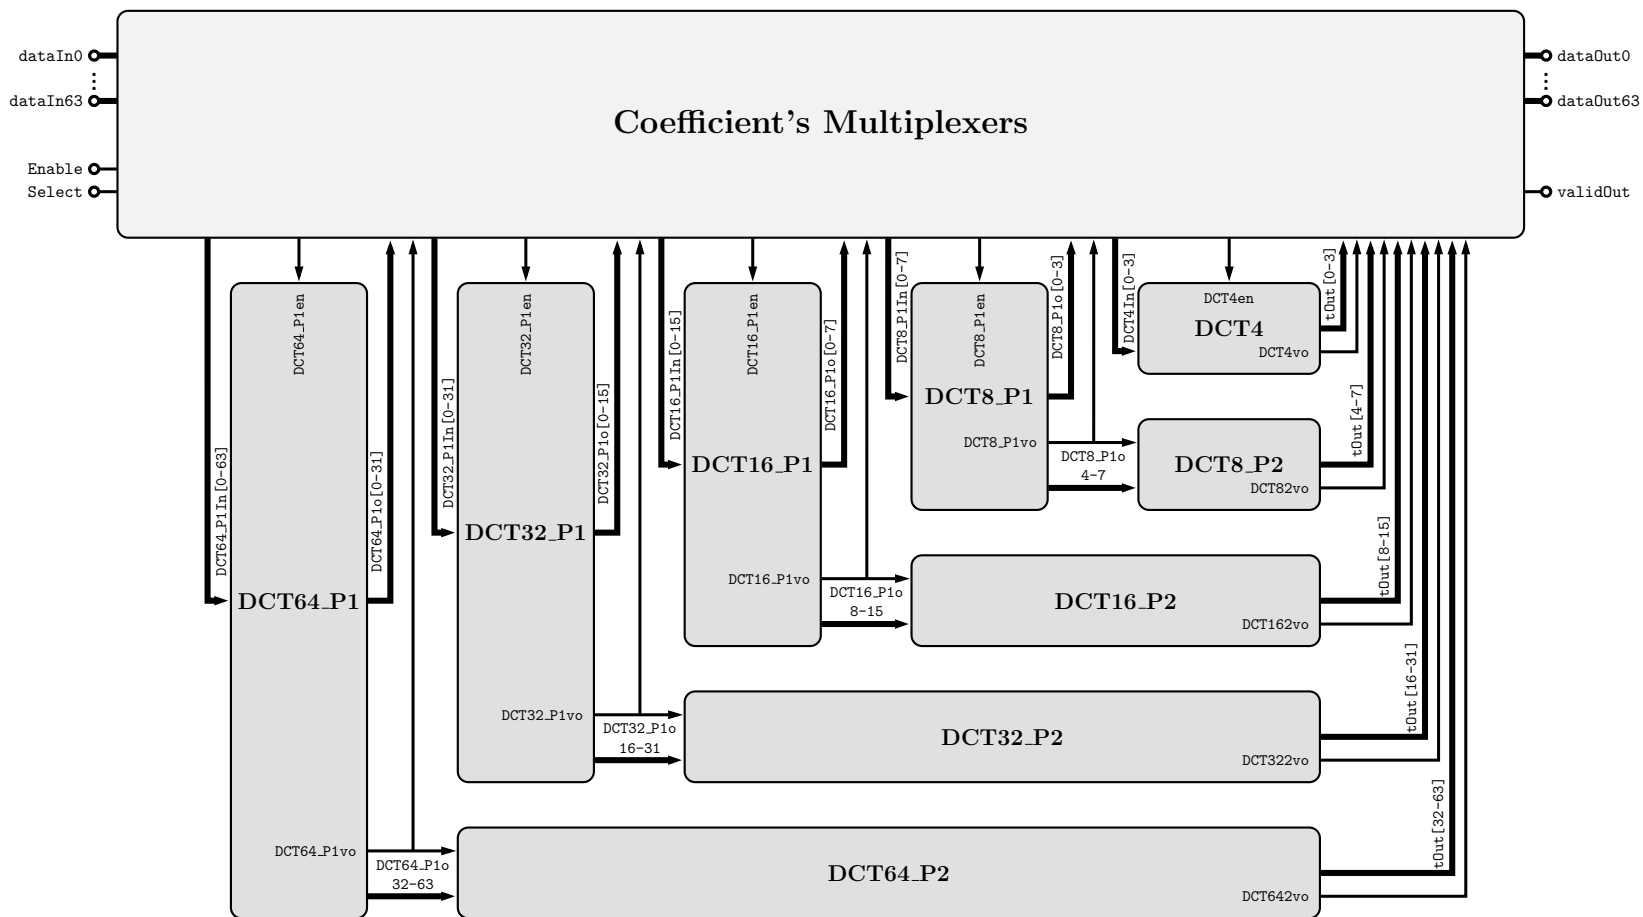 dataIn0
dataIn63
Enable
Select
Coefficient's Multiplexers
dataOut0
dataOut63
validOut
DCT64_P1In[0-63]
DCT64_P1en
DCT64_P1
DCT64_P1o[0-31]
DCT64_P1vo
DCT64_P1o
32-63
DCT32_P1In[0-31]
DCT32_P1en
DCT32_P1
DCT32_P1o[0-15]
DCT32_P1vo
DCT32_P1o
16-31
DCT16_P1In[0-15]
DCT16_P1en
DCT16_P1
DCT16_P1o[0-7]
DCT16_P1vo
DCT16_P1o
8-15
DCT8_P1In[0-7]
DCT8_P1en
DCT8_P1
DCT8_P1o[0-3]
DCT8_P1vo
DCT8_P1o
4-7
DCT4In[0-3]
DCT4en
DCT4
DCT4vo
tOut[0-3]
DCT8_P2
DCT82vo
tOut[4-7]
DCT16_P2
DCT162vo
tOut[8-15]
DCT32_P2
DCT322vo
tOut[16-31]
DCT64_P2
DCT642vo
tOut[32-63]